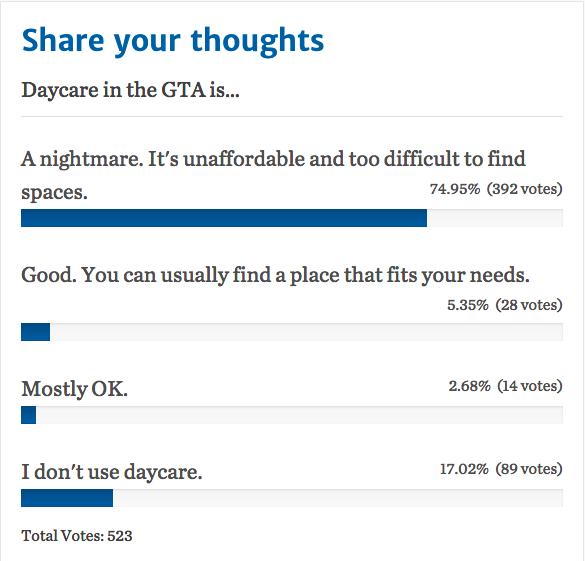 Share your thoughts
Daycare in the GTA is...
A nightmare. It's unaffordable and too difficult to find
spaces.
74.95% (392 votes)
Good. You can usually find a place that fits your needs.
5.35% (28 votes)
Mostly OK.
2.68% (14 votes)
I don't use daycare.
17.02% (89 votes)
Total Votes: 523